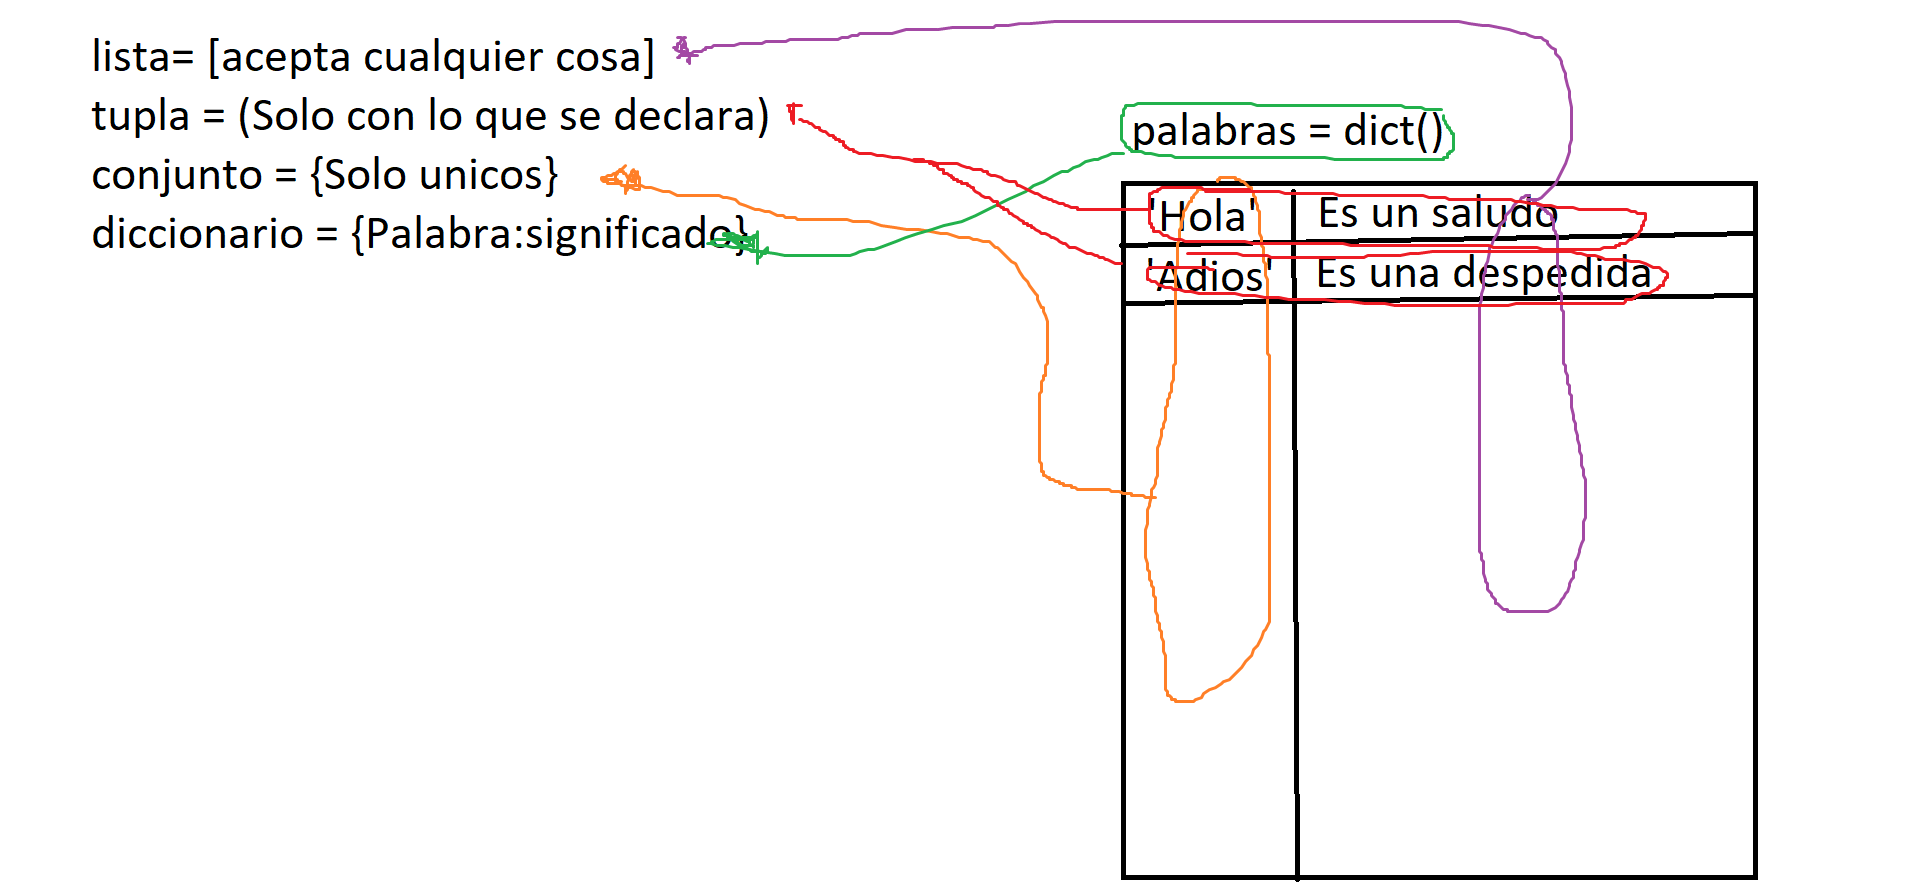 lista= [acepta cualquier cosa]
tupla = (Solo con lo que se declara)
conjunto = {Solo unicos}
diccionario = {Palabra:significado}
palabras = dict()
'Hola' Es un saludo
'Adios' Es una despedida